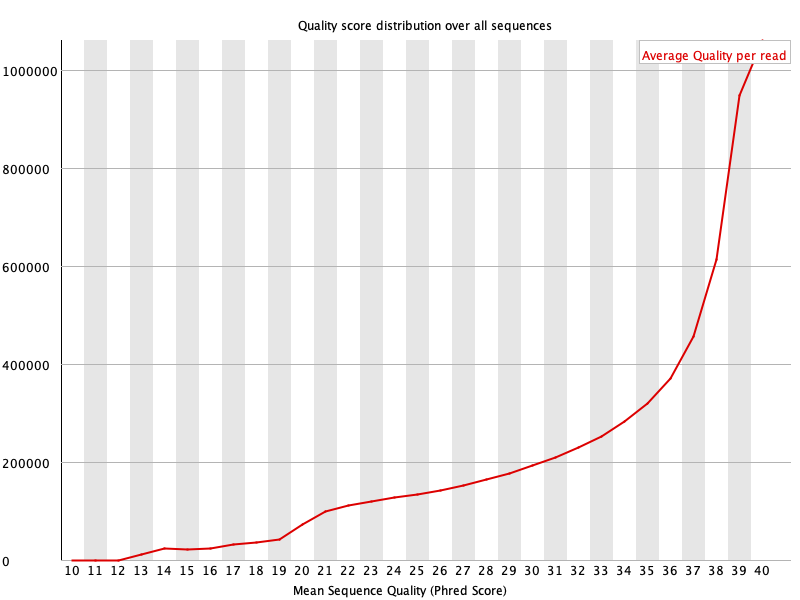 Quality score distribution over all sequences
Average Quality per read
1000000
800000
600000
400000
200000
0
10 11 12 13 14 15 16 17 18 19 20 21 22 23 24 25 26 27 28 29 30 31 32 33 34 35 36 37 38 39 40
Mean Sequence Quality (Phred Score)